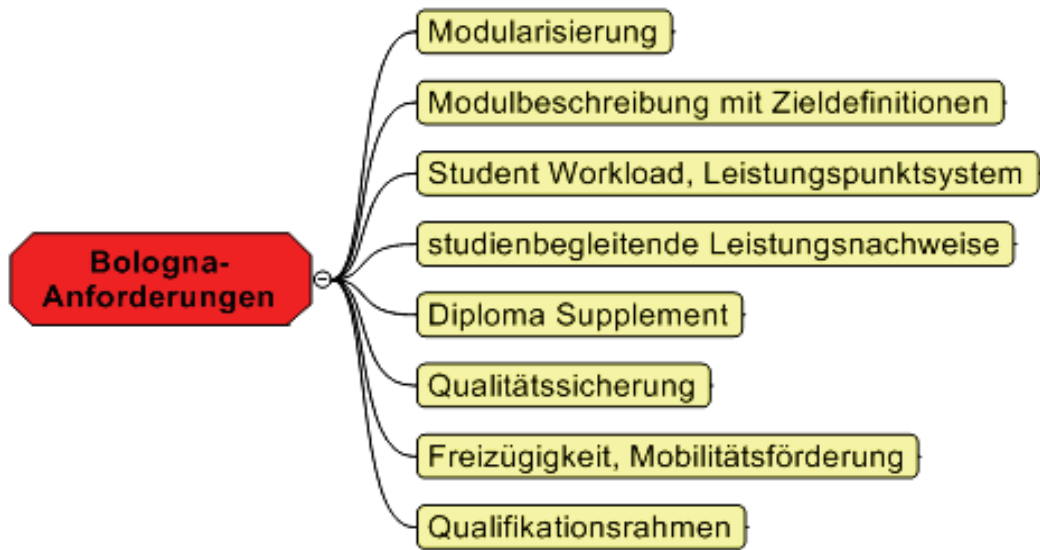 Bologna-
Anforderungen
Modularisierung
Modulbeschreibung mit Zieldefinitionen
Student Workload, Leistungspunktsystem
studienbegleitende Leistungsnachweise
Diploma Supplement
Qualitätssicherung
Freizügigkeit, Mobilitätsförderung
Qualifikationsrahmen